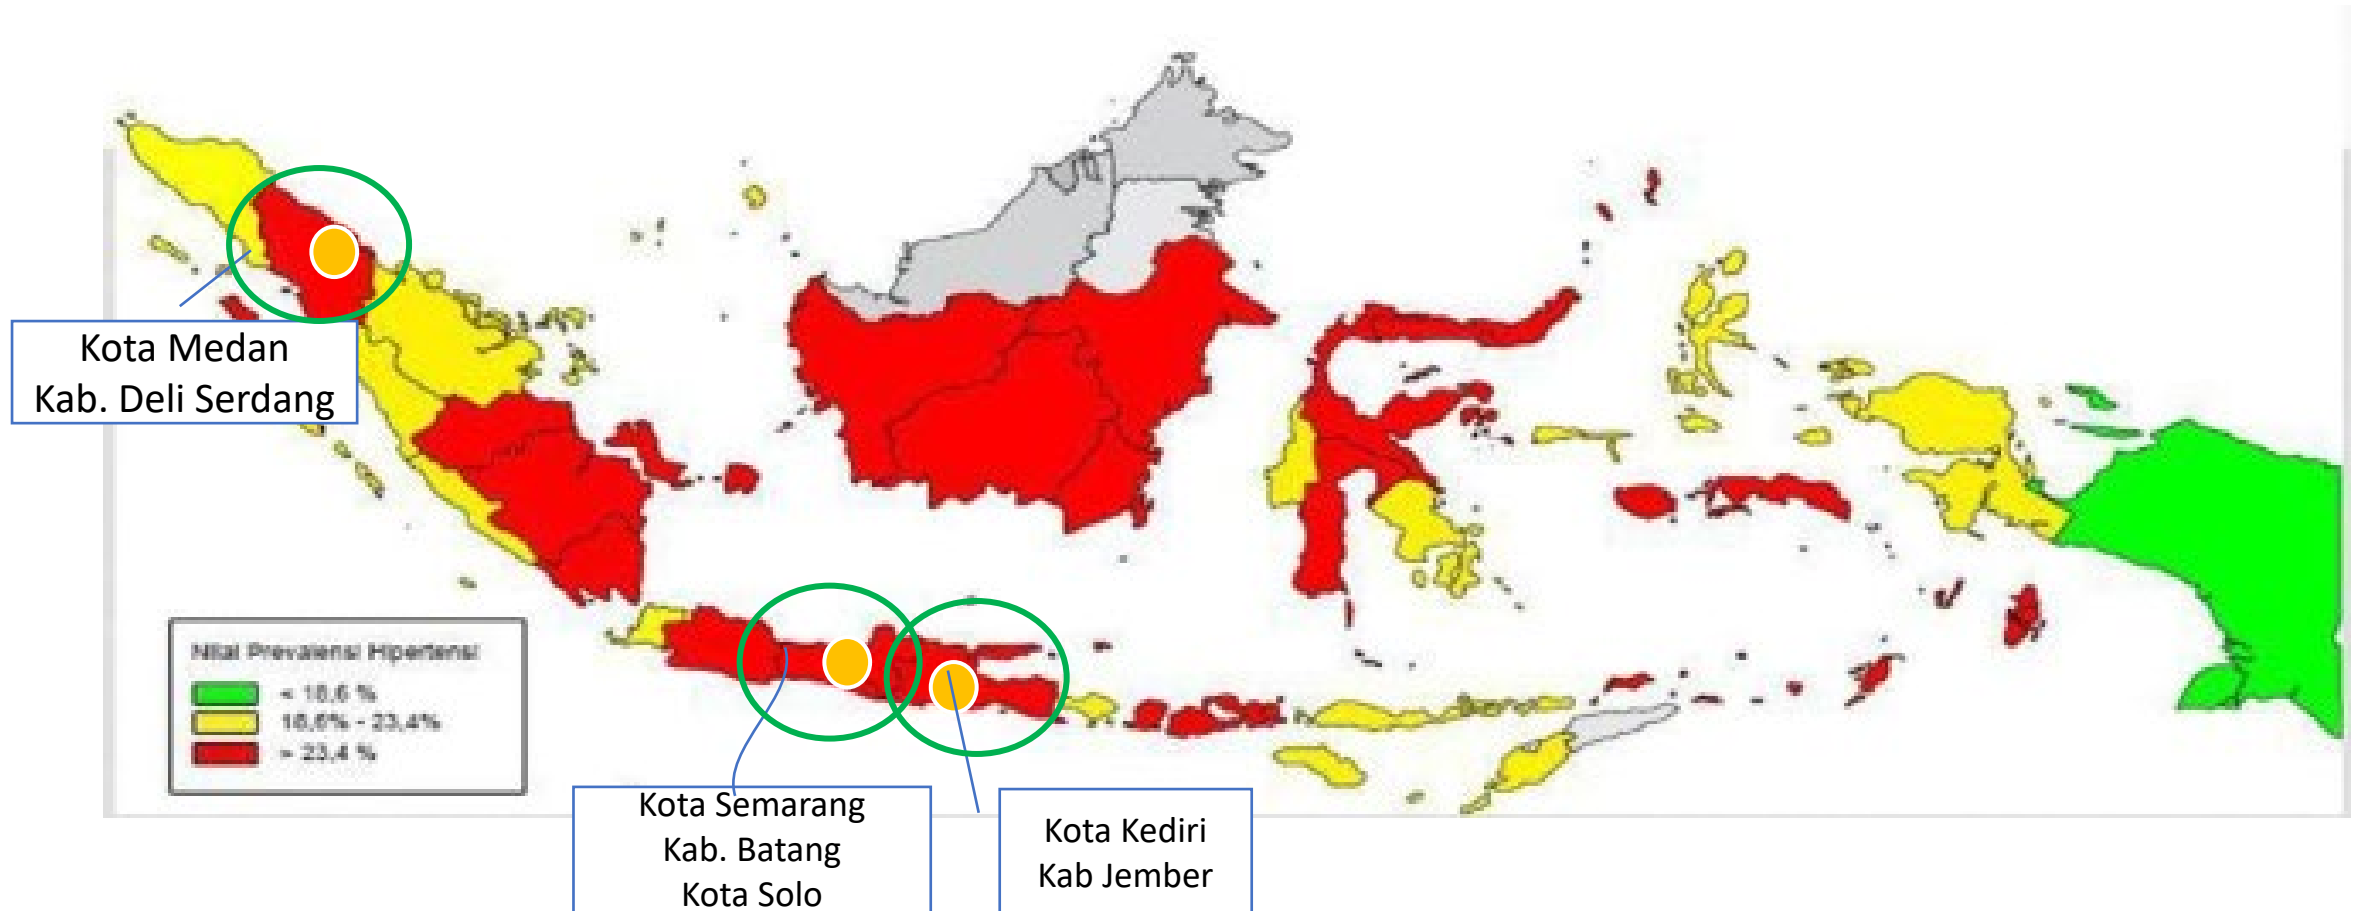 Kota Medan
Kab. Deli Serdang
Nilai Prevalensi Hipertensi
< 18,6 %
18,6% - 23,4%
> 23,4 %
Kota Semarang
Kab. Batang
Kota Solo
Kota Kediri
Kab Jember